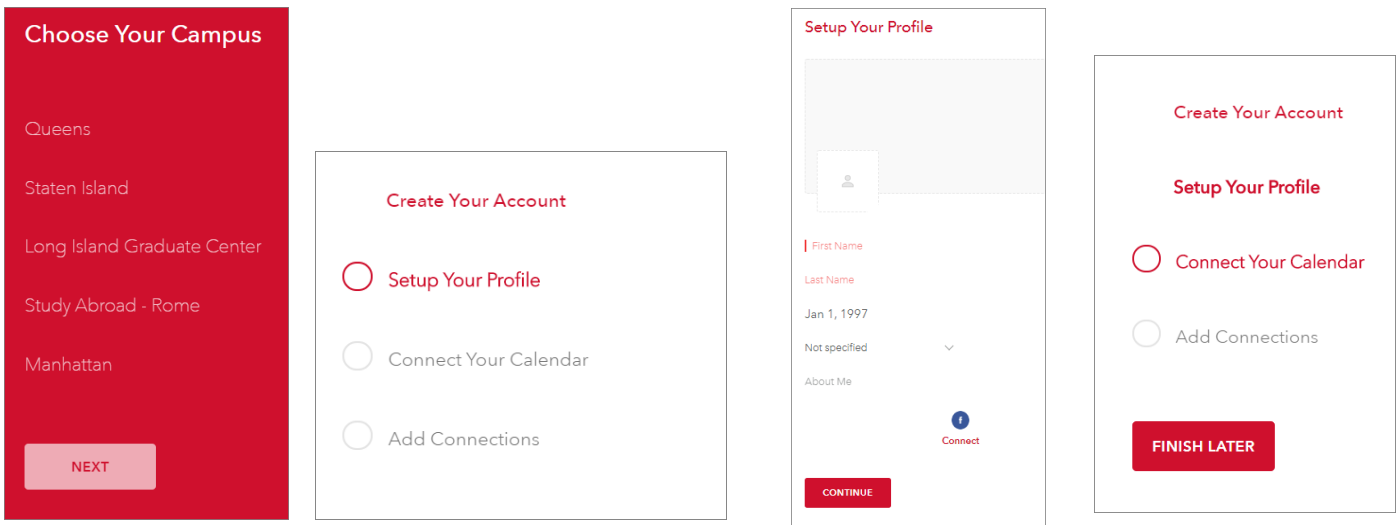 Choose Your Campus
Queens
Staten Island
Long Island Graduate Center
Study Abroad - Rome
Manhattan
NEXT
Create Your Account
Setup Your Profile
Connect Your Calendar
Add Connections
Setup Your Profile
First Name
Last Name
Jan 1, 1997
Not specified
About Me
f
Connect
CONTINUE
Create Your Account
Setup Your Profile
Connect Your Calendar
Add Connections
FINISH LATER